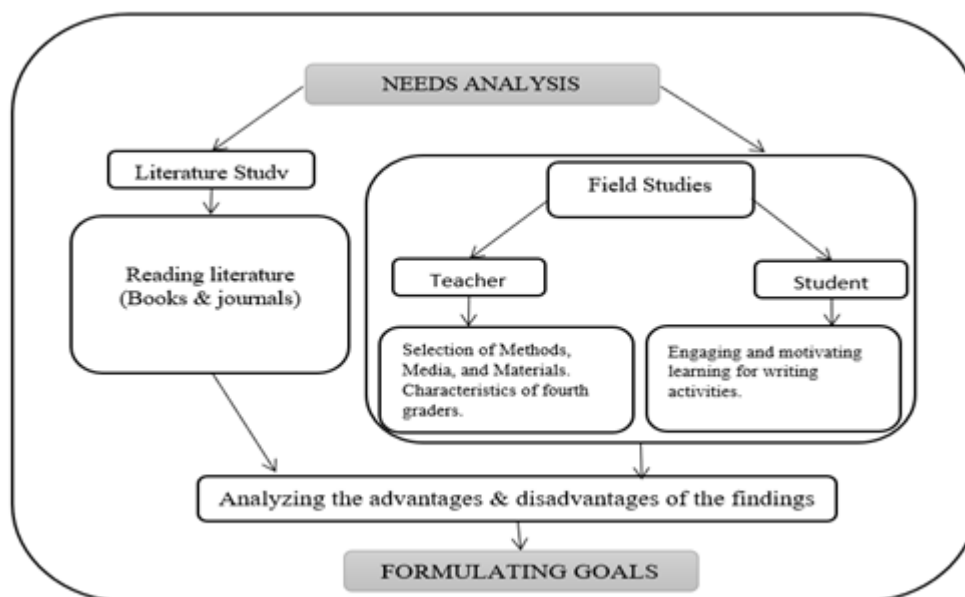 NEEDS ANALYSIS
Literature Studv
Reading literature
(Books & journals)
Field Studies
Teacher
Student
Selection of Methods,
Media, and Materials.
Characteristics of fourth
graders.
Engaging and motivating
learning for writing
activities.
Analyzing the advantages & disadvantages of the findings
FORMULATING GOALS